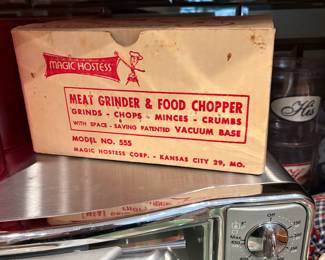 MAGIC HOSTESS
MEAT GRINDER & FOOD CHOPPER
GRINDS - CHOPS - MINCES - CRUMBS
WITH SPACE - SAVING PATENTED VACUUM BASE
MODEL NO. 555
MAGIC HOSTESS CORP. - KANSAS CITY 29, MO.
His